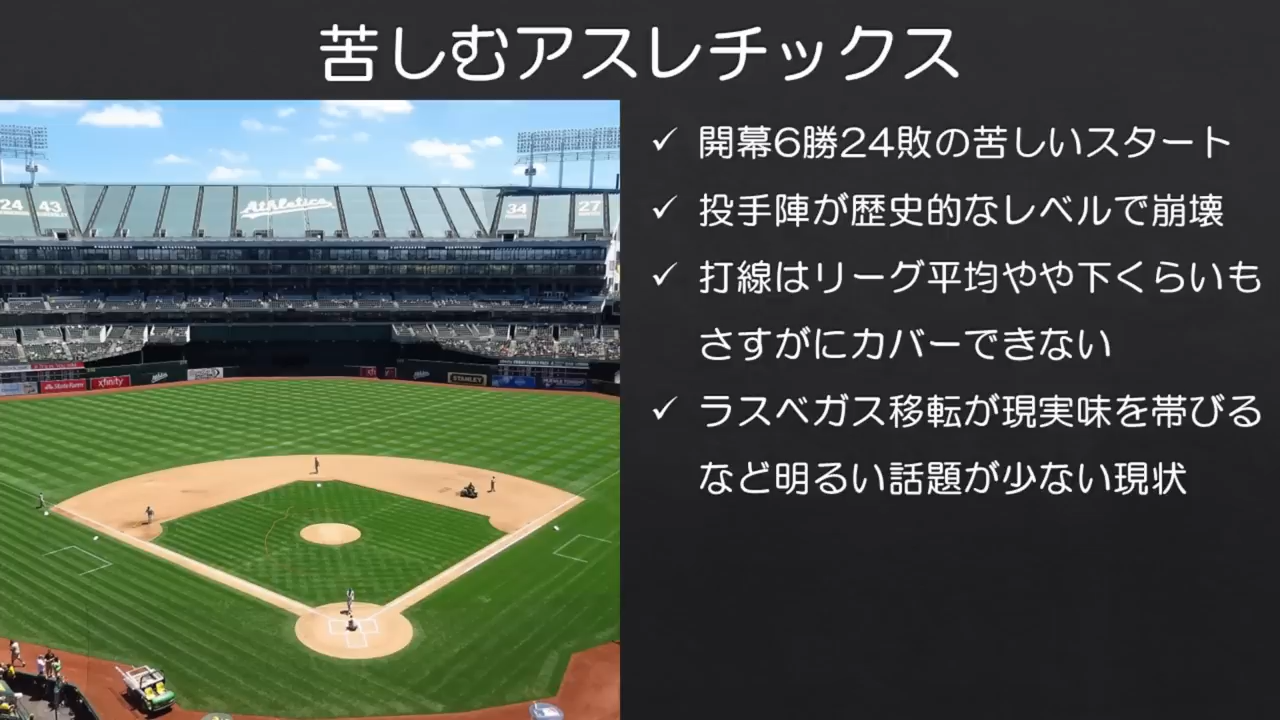 苦しむアスレチックス
✓ 開幕6勝24敗の苦しいスタート
✓ 投手陣が歴史的なレベルで崩壊
✓ 打線はリーグ平均やや下くらいも
さすがにカバーできない
✓ ラスベガス移転が現実味を帯びる
など明るい話題が少ない現状
24 43 Athletics 34 27
StateFarm xfinity STANLEY